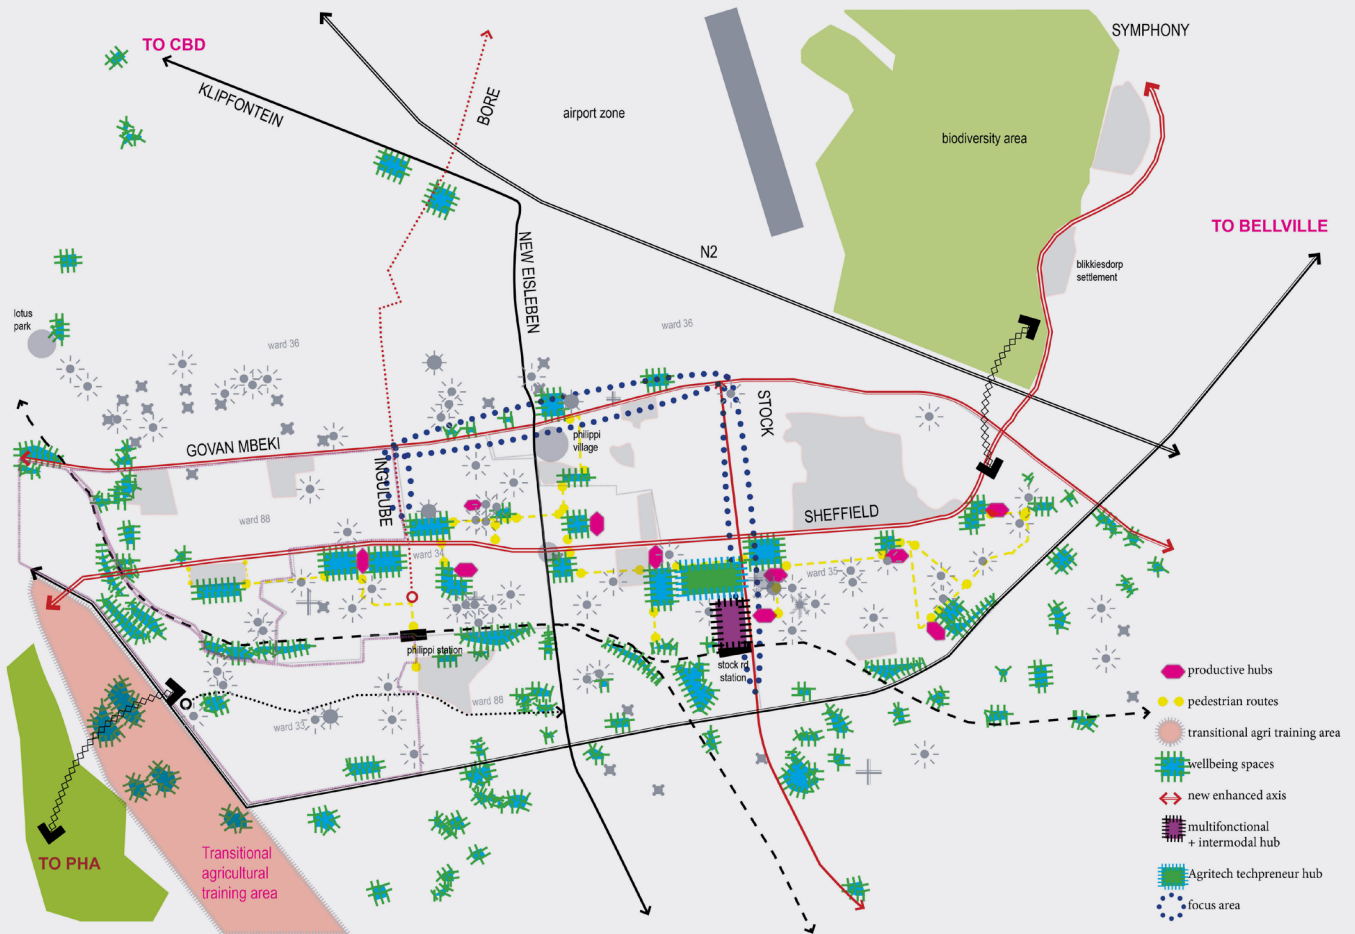 SYMPHONY
TO CBD
KLIPFONTEIN
BORE
airport zone
biodiversity area
TO BELLVILLE
NEW EISLEBEN
N2
blikkiesdorp
settlement
lotus
park
ward 36
ward 36
STOCK
GOVAN MBEKI
philippi
village
INGULUBE
SHEFFIELD
ward 88
ward 34
ward 35
philippi station
stock rd
station
ward 88
ward 33
TO PHA
Transitional
agricultural
training area
productive hubs
pedestrian routes
transitional agri training area
wellbeing spaces
new enhanced axis
multifonctional
+ intermodal hub
Agritech techpreneur hub
focus area